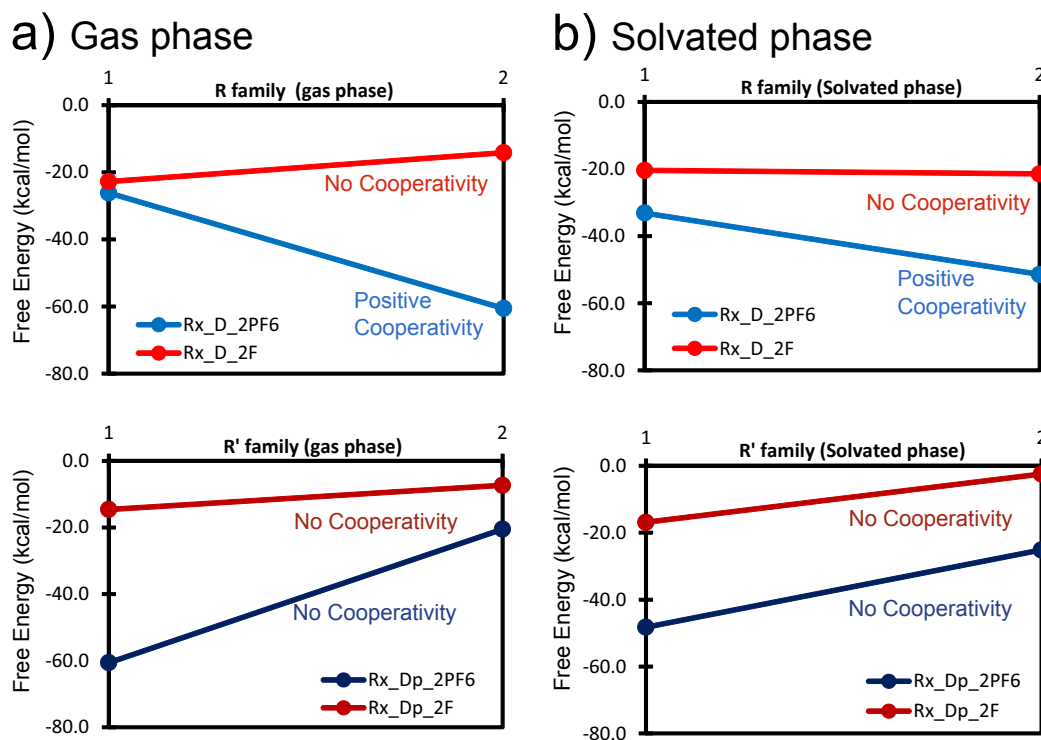 a) Gas phase
1
2
R family (gas phase)
0.0
-20.0
-40.0
-60.0
-80.0
Free Energy (kcal/mol)
No Cooperativity
Positive
Cooperativity
Rx_D_2PF6
Rx_D_2F
b) Solvated phase
1
2
R family (Solvated phase)
0.0
-20.0
-40.0
-60.0
-80.0
Free Energy (kcal/mol)
No Cooperativity
Positive
Cooperativity
Rx_D_2PF6
Rx_D_2F
1
2
R' family (gas phase)
0.0
-20.0
-40.0
-60.0
-80.0
Free Energy (kcal/mol)
No Cooperativity
No Cooperativity
Rx_Dp_2PF6
Rx_Dp_2F
1
2
R' family (Solvated phase)
0.0
-20.0
-40.0
-60.0
-80.0
Free Energy (kcal/mol)
No Cooperativity
No Cooperativity
Rx_Dp_2PF6
Rx_Dp_2F